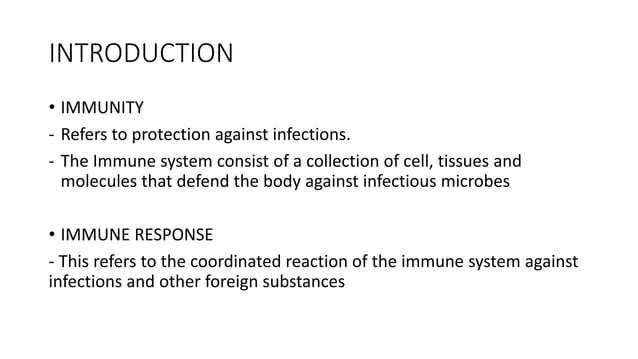 INTRODUCTION
• IMMUNITY
- Refers to protection against infections.
- The Immune system consist of a collection of cell, tissues and
molecules that defend the body against infectious microbes
• IMMUNE RESPONSE
- This refers to the coordinated reaction of the immune system against
infections and other foreign substances